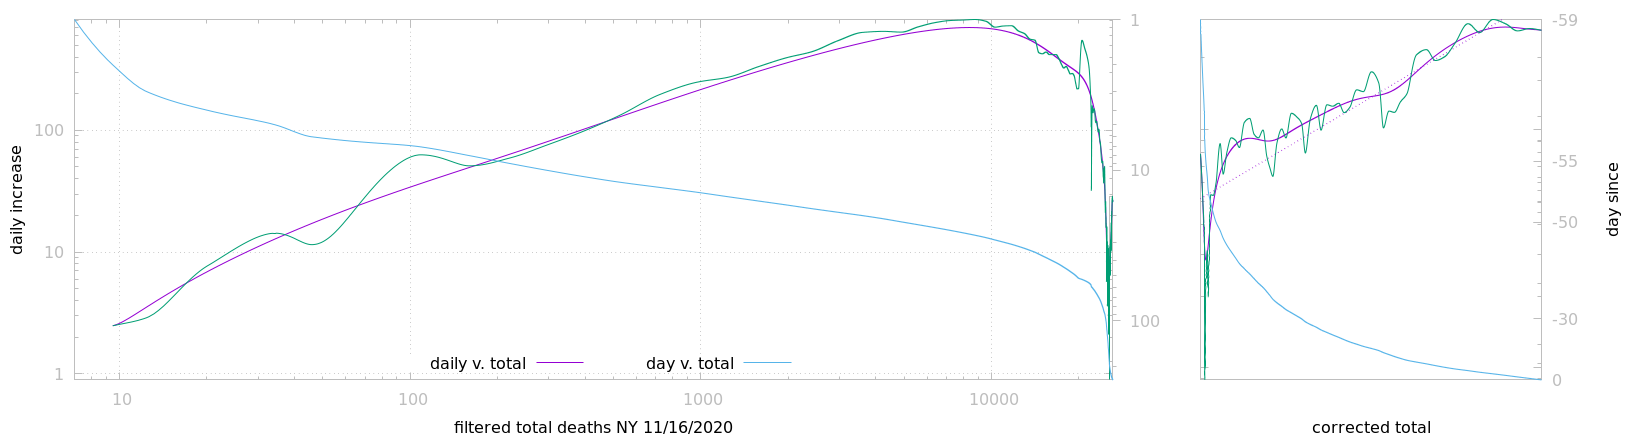 daily increase
100
10
1
10
100
1000
10000
1
10
100
daily v. total
day v. total
filtered total deaths NY 11/16/2020
-59
-55
-50
-30
0
day since
corrected total